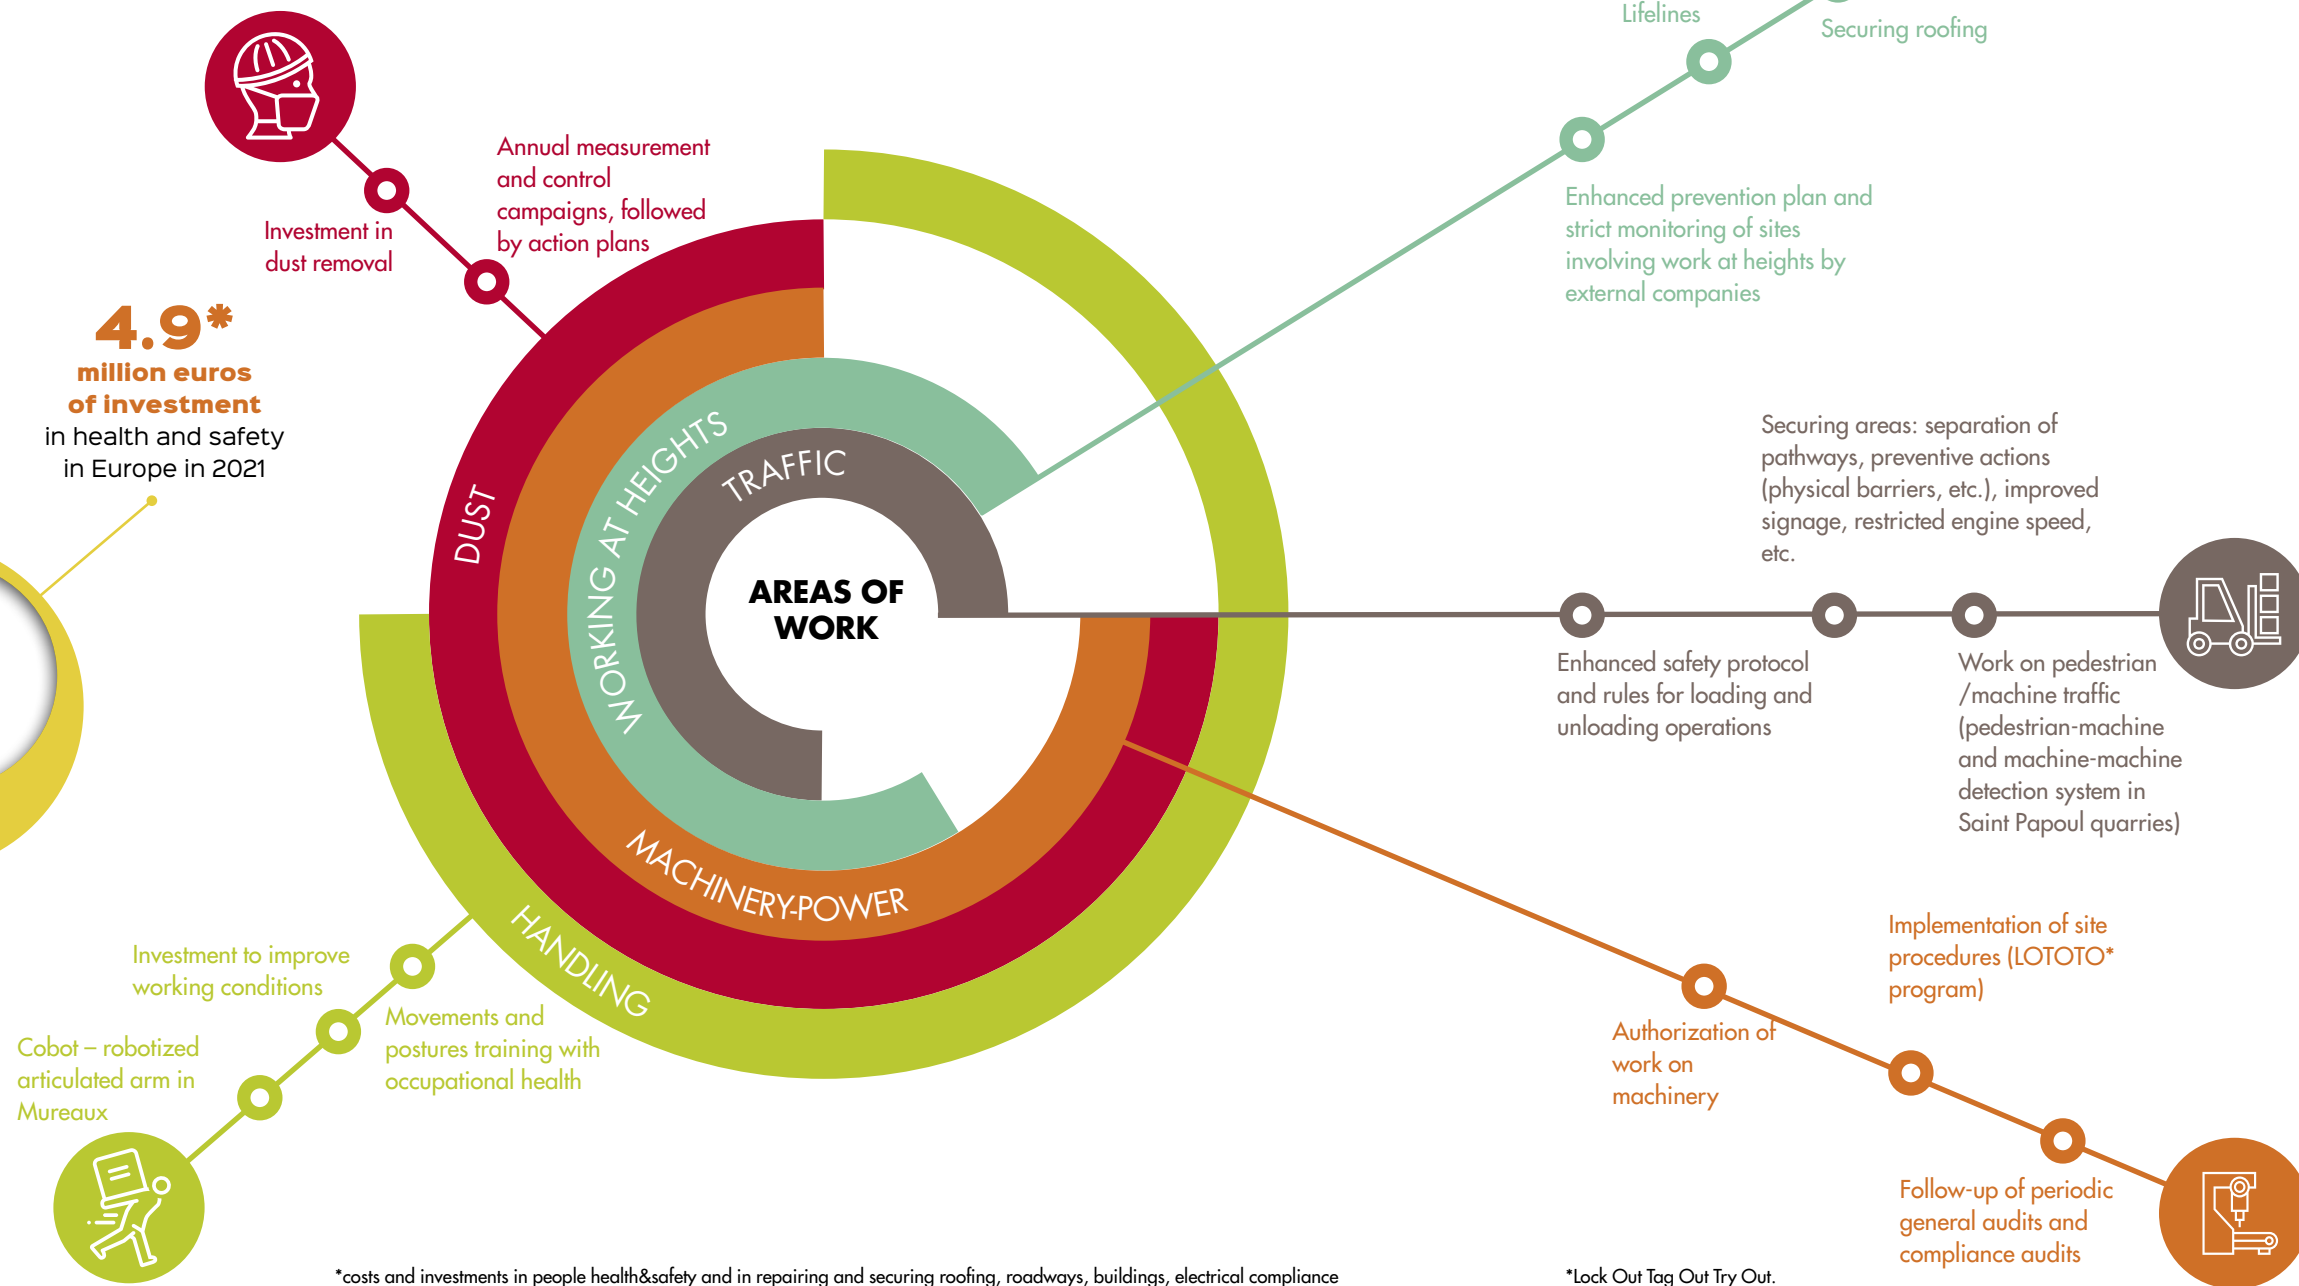 Lifelines
Securing roofing
Annual measurement
and control
campaigns, followed
by action plans
Investment in
dust removal
Enhanced prevention plan and
strict monitoring of sites
involving work at heights by
external companies
4.9*
million euros
of investment
in health and safety
in Europe in 2021
DUST
WORKING AT HEIGHTS
TRAFFIC
AREAS OF
WORK
MACHINERY-POWER
HANDLING
Securing areas: separation of
pathways, preventive actions
(physical barriers, etc.), improved
signage, restricted engine speed,
etc.
Enhanced safety protocol
and rules for loading and
unloading operations
Work on pedestrian
/machine traffic
(pedestrian-machine
and machine-machine
detection system in
Saint Papoul quarries)
Investment to improve
working conditions
Movements and
postures training with
occupational health
Cobot – robotized
articulated arm in
Mureaux
Implementation of site
procedures (LOTOTO*
program)
Authorization of
work on
machinery
Follow-up of periodic
general audits and
compliance audits
*costs and investments in people health&safety and in repairing and securing roofing, roadways, buildings, electrical compliance
*Lock Out Tag Out Try Out.